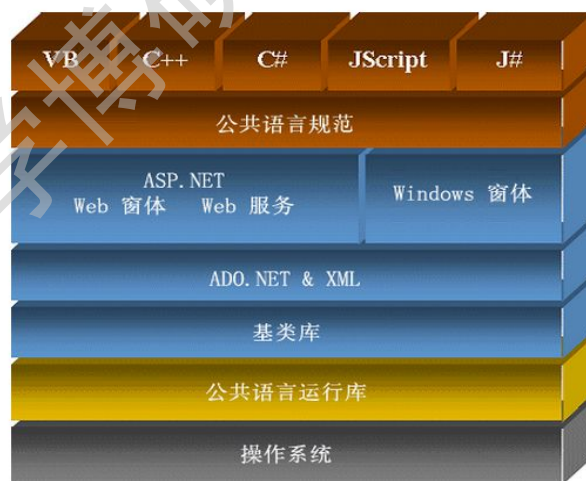 VB C++ C# JScript J#
公共语言规范
ASP.NET
Web 窗体 Web 服务
Windows 窗体
ADO.NET & XML
基类库
公共语言运行库
操作系统